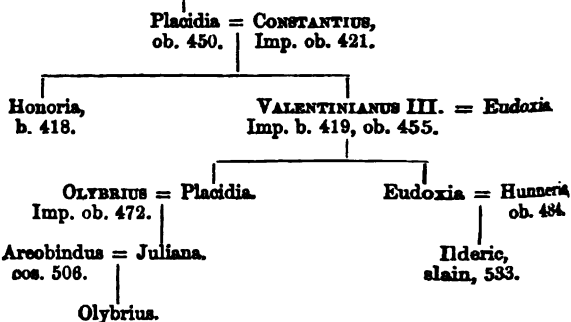 Placidia = CONSTANTIUS,
ob. 450. Imp. ob. 421.
Honoria, VALENTINIANUS III. = Eudoxia
b. 418. Imp. b. 419, ob. 455.
OLYBRIUS = Placidia. Eudoxia = Hunneric,
Imp. ob. 472. ob. 484.
Areobindus = Juliana. Ilderic,
cos. 506. slain, 533.
Olybrius.